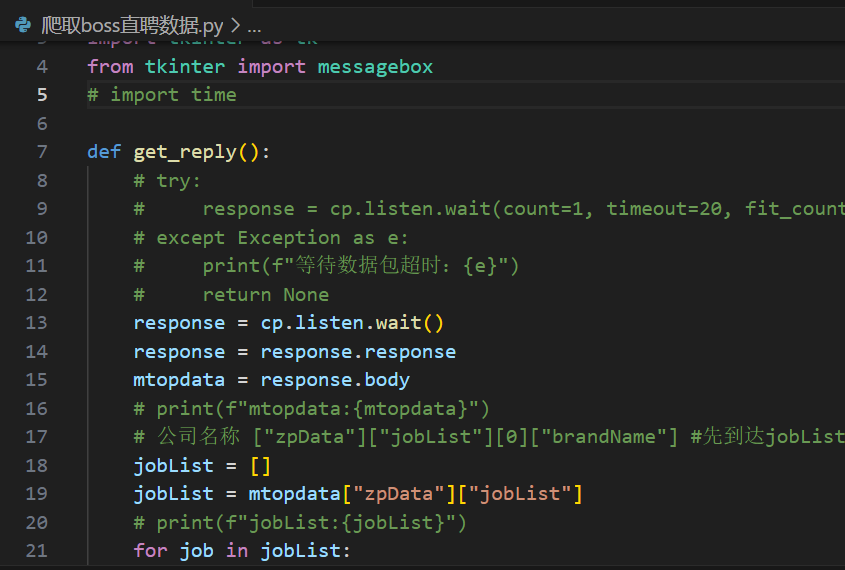 爬取boss直聘数据.py > ...
3 import tkinter as tk
4 from tkinter import messagebox
5 # import time
6
7 def get_reply():
8 # try:
9 #     response = cp.listen.wait(count=1, timeout=20, fit_count
10 # except Exception as e:
11 #     print(f"等待数据包超时：{e}")
12 #     return None
13 response = cp.listen.wait()
14 response = response.response
15 mtopdata = response.body
16 # print(f"mtopdata:{mtopdata}")
17 # 公司名称 ["zpData"]["jobList"][0]["brandName"] #先到达jobList
18 jobList = []
19 jobList = mtopdata["zpData"]["jobList"]
20 # print(f"jobList:{jobList}")
21 for job in jobList: